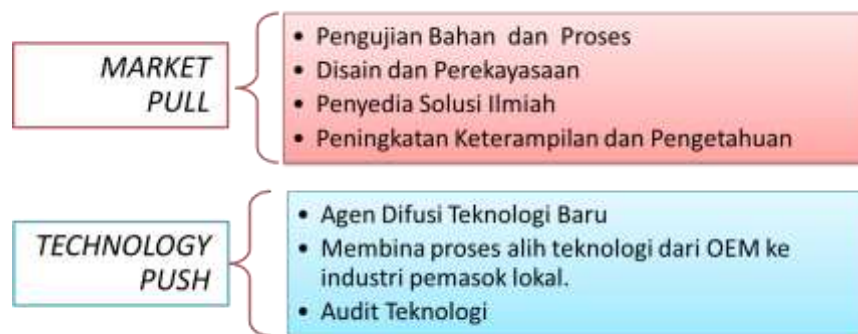 MARKET
PULL
• Pengujian Bahan dan Proses
• Disain dan Perekayasaan
• Penyedia Solusi Ilmiah
• Peningkatan Keterampilan dan Pengetahuan
TECHNOLOGY
PUSH
• Agen Difusi Teknologi Baru
• Membina proses alih teknologi dari OEM ke
industri pemasok lokal.
• Audit Teknologi